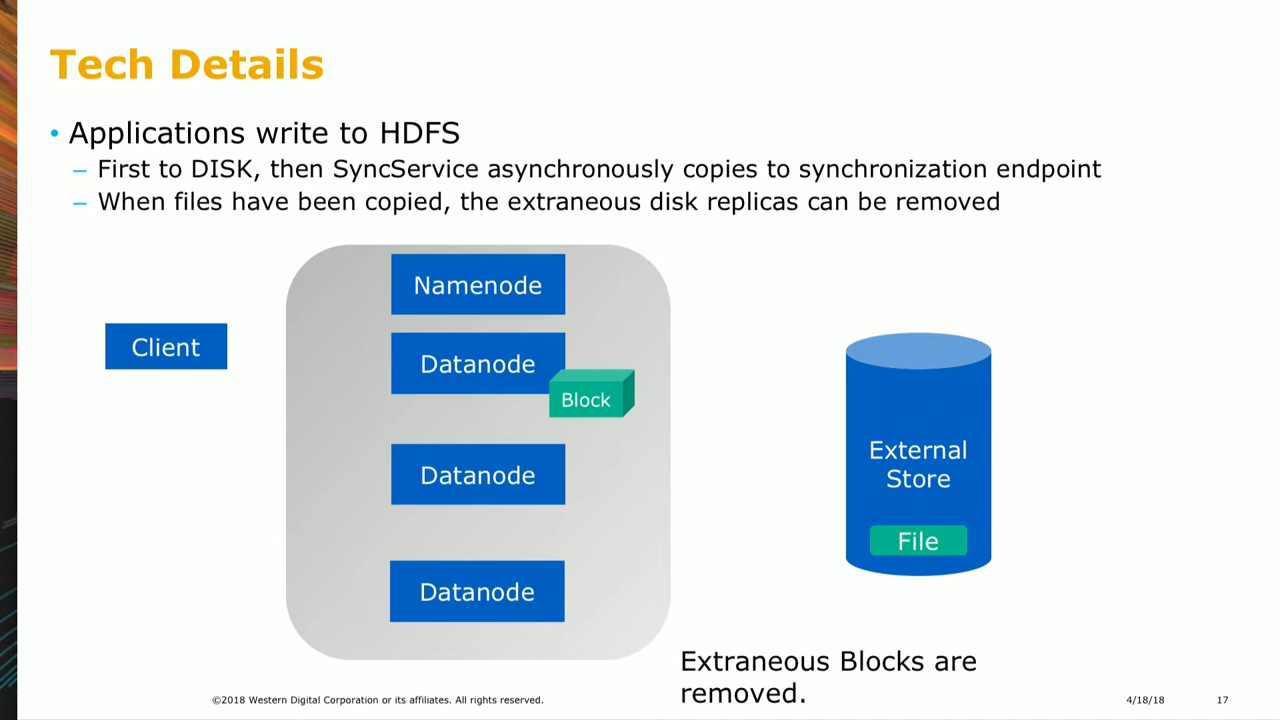 Tech Details
• Applications write to HDFS
– First to DISK, then SyncService asynchronously copies to synchronization endpoint
– When files have been copied, the extraneous disk replicas can be removed
Namenode
Client
Datanode
Block
Datanode
External
Store
File
Datanode
Extraneous Blocks are
removed.
©2018 Western Digital Corporation or its affiliates. All rights reserved.
4/18/18
17